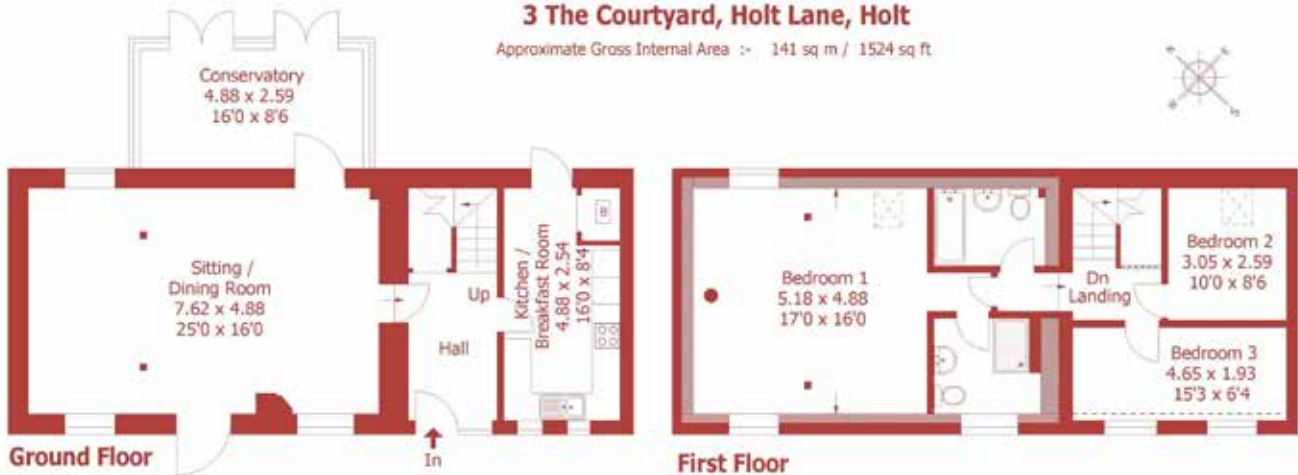 3 The Courtyard, Holt Lane, Holt
Approximate Gross Internal Area :- 141 sq m / 1524 sq ft
Conservatory
4.88 x 2.59
16'0 x 8'6
Sitting /
Dining Room
7.62 x 4.88
25'0 x 16'0
Up
Hall
Kitchen /
Breakfast Room
4.88 x 2.54
16'0 x 8'4
B
In
Ground Floor
Bedroom 1
5.18 x 4.88
17'0 x 16'0
Dn
Landing
Bedroom 2
3.05 x 2.59
10'0 x 8'6
Bedroom 3
4.65 x 1.93
15'3 x 6'4
First Floor